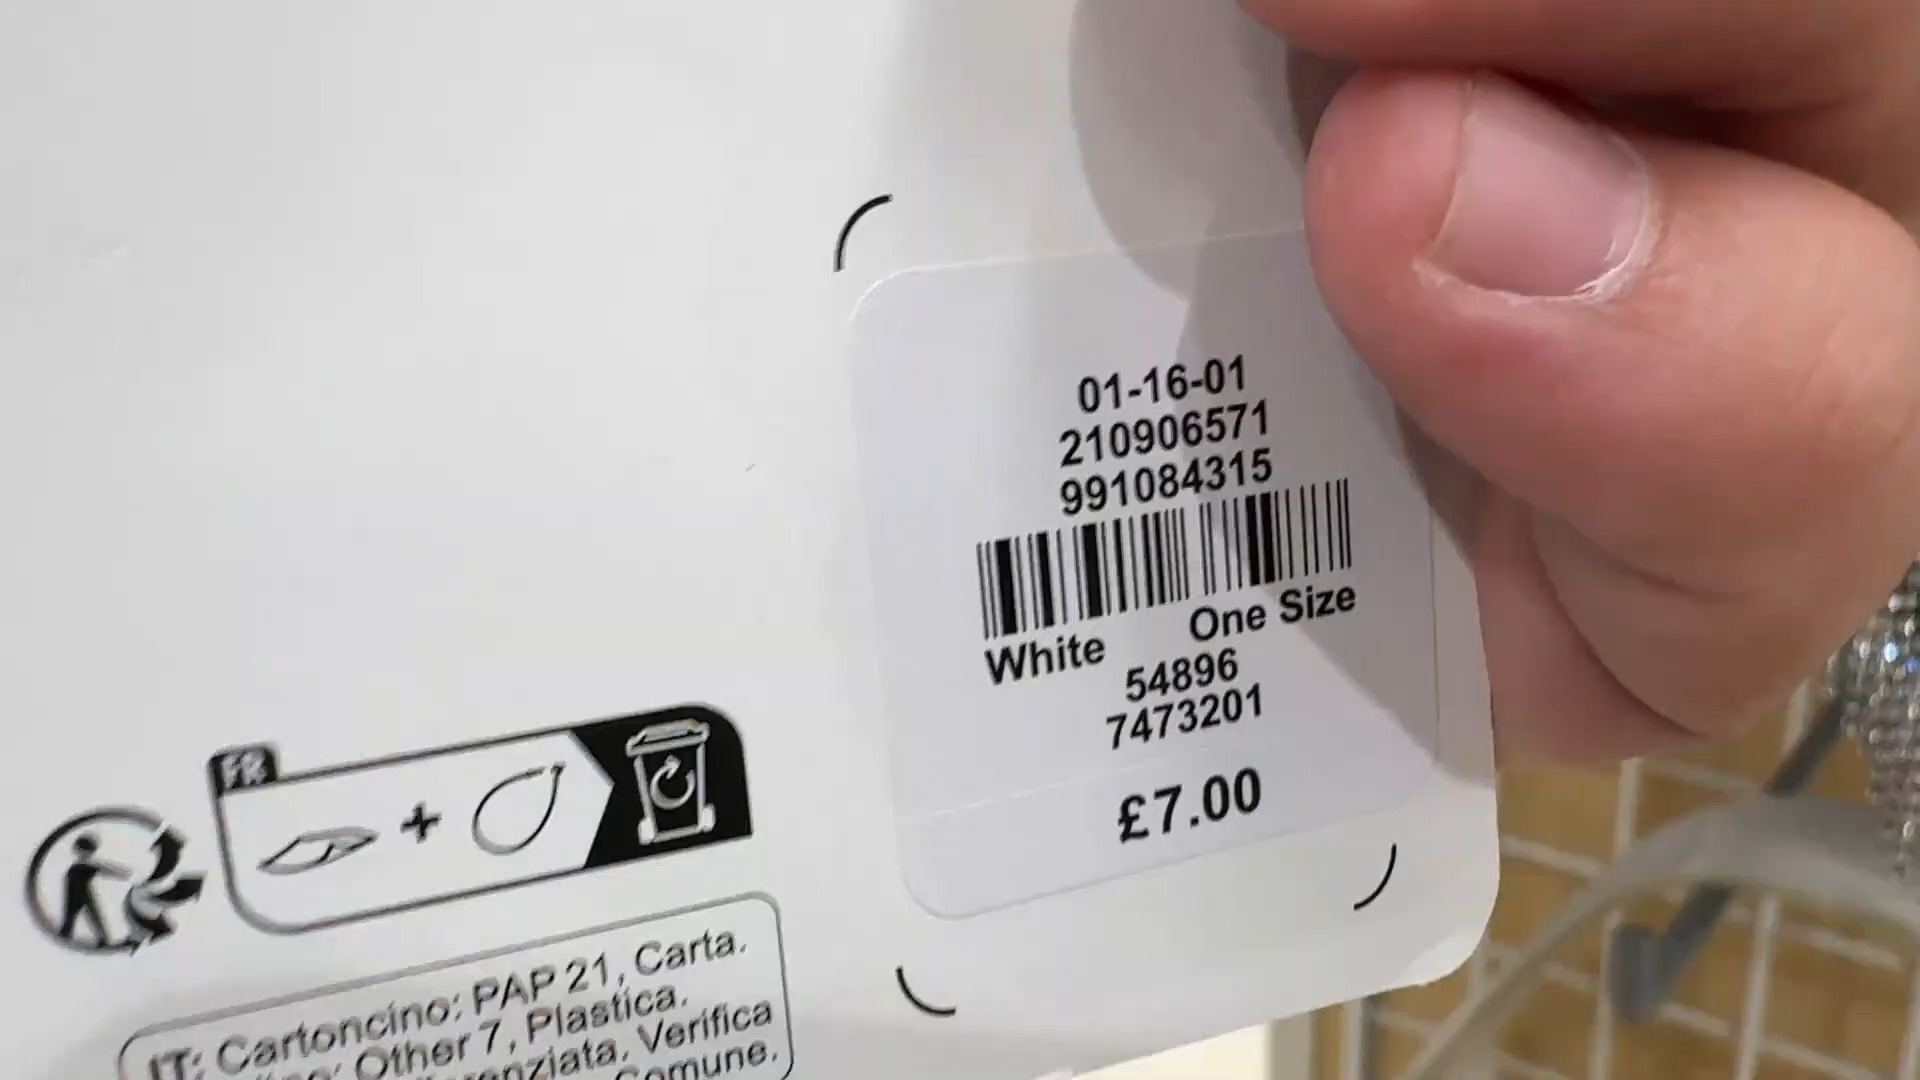 01-16-01
210906571
991084315
White One Size
54896
7473201
£7.00
FR
IT: Cartoncino: PAP 21, Carta.
Other 7, Plastica.
Verifica
Comune.